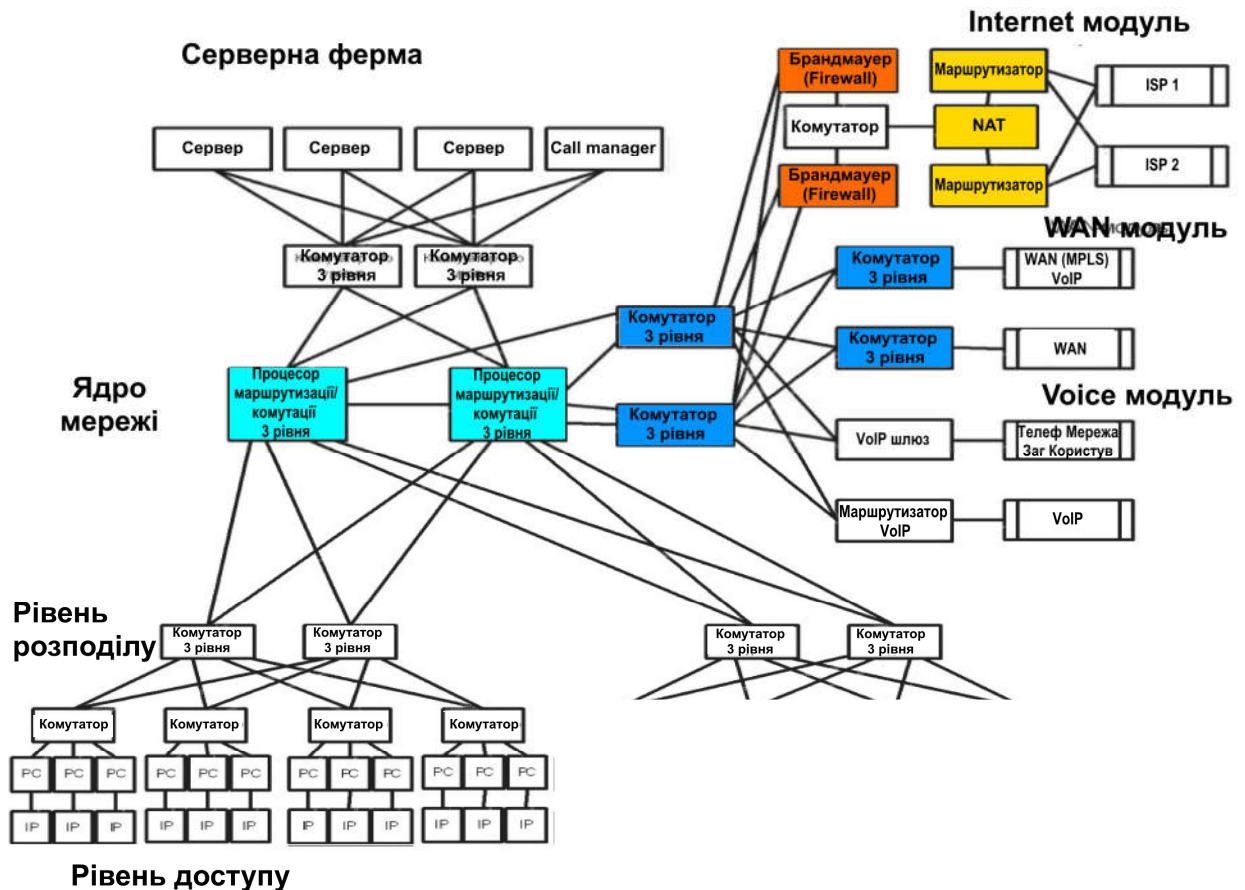 Internet модуль
Серверна ферма
Брандмауер
(Firewall)
Маршрутизатор
ISP 1
Комутатор
NAT
Сервер
Сервер
Сервер
Call manager
Брандмауер
(Firewall)
Маршрутизатор
ISP 2
WAN модуль
Комутатор
3 рівня
Комутатор
3 рівня
Комутатор
3 рівня
WAN (MPLS)
VoIP
Комутатор
3 рівня
Комутатор
3 рівня
WAN
Ядро
мережі
Процесор
маршрутизації/
комутації
3 рівня
Процесор
маршрутизації/
комутації
3 рівня
Комутатор
3 рівня
Voice модуль
VoIP шлюз
Телеф Мережа
Заг Користув
Маршрутизатор
VoIP
VoIP
Рівень
розподілу
Комутатор
3 рівня
Комутатор
3 рівня
Комутатор
3 рівня
Комутатор
3 рівня
Комутатор
Комутатор
Комутатор
Комутатор
PC PC PC PC PC PC PC PC PC PC PC PC
IP IP IP IP IP IP IP IP IP IP IP IP
Рівень доступу